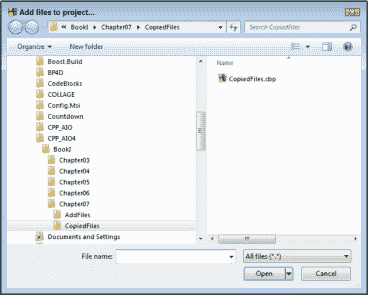 Add files to project...
« BookI ▸ Chapter07 ▸ CopiedFiles
Search CopiedFiles
Organize New folder
Name
Boost.Build
BP4D
CodeBlocks
COLLAGE
Config.Msi
Countdown
CPP_AIO
CPP_AIO4
BookI
Chapter03
Chapter04
Chapter05
Chapter06
Chapter07
AddFiles
CopiedFiles
Documents and Settings
CopiedFiles.cbp
File name:
All files (*.*)
Open Cancel